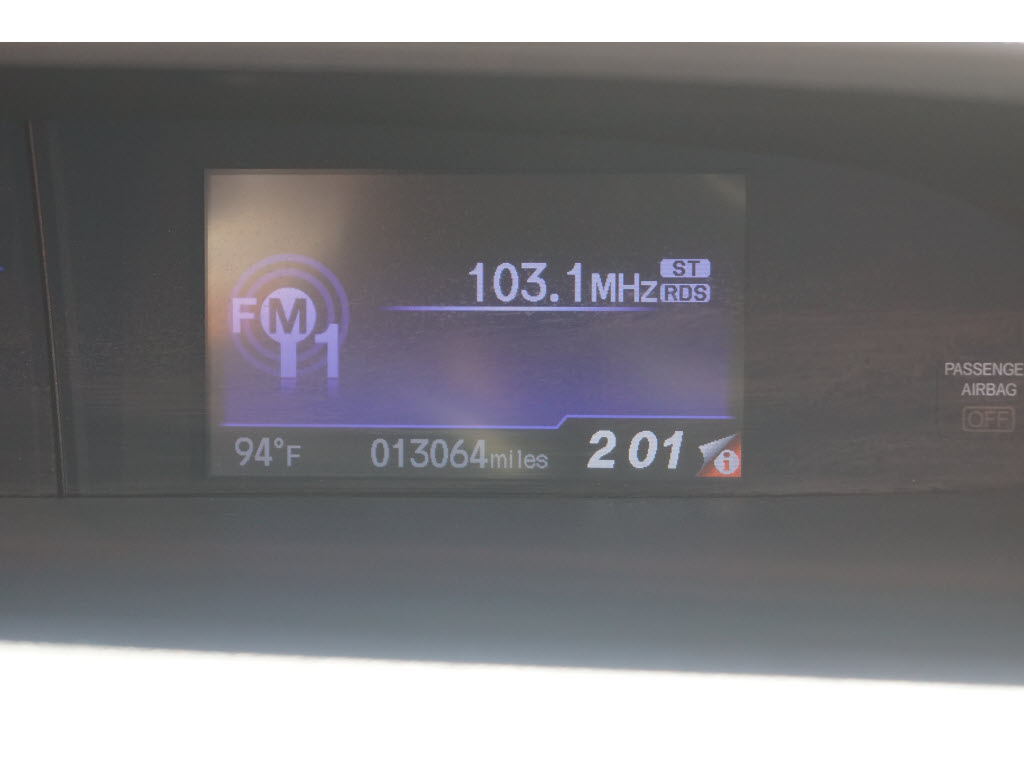 103.1MHz ST
RDS
FM1
94°F 013064miles 2 01 i
PASSENGE
AIRBAG
OFF